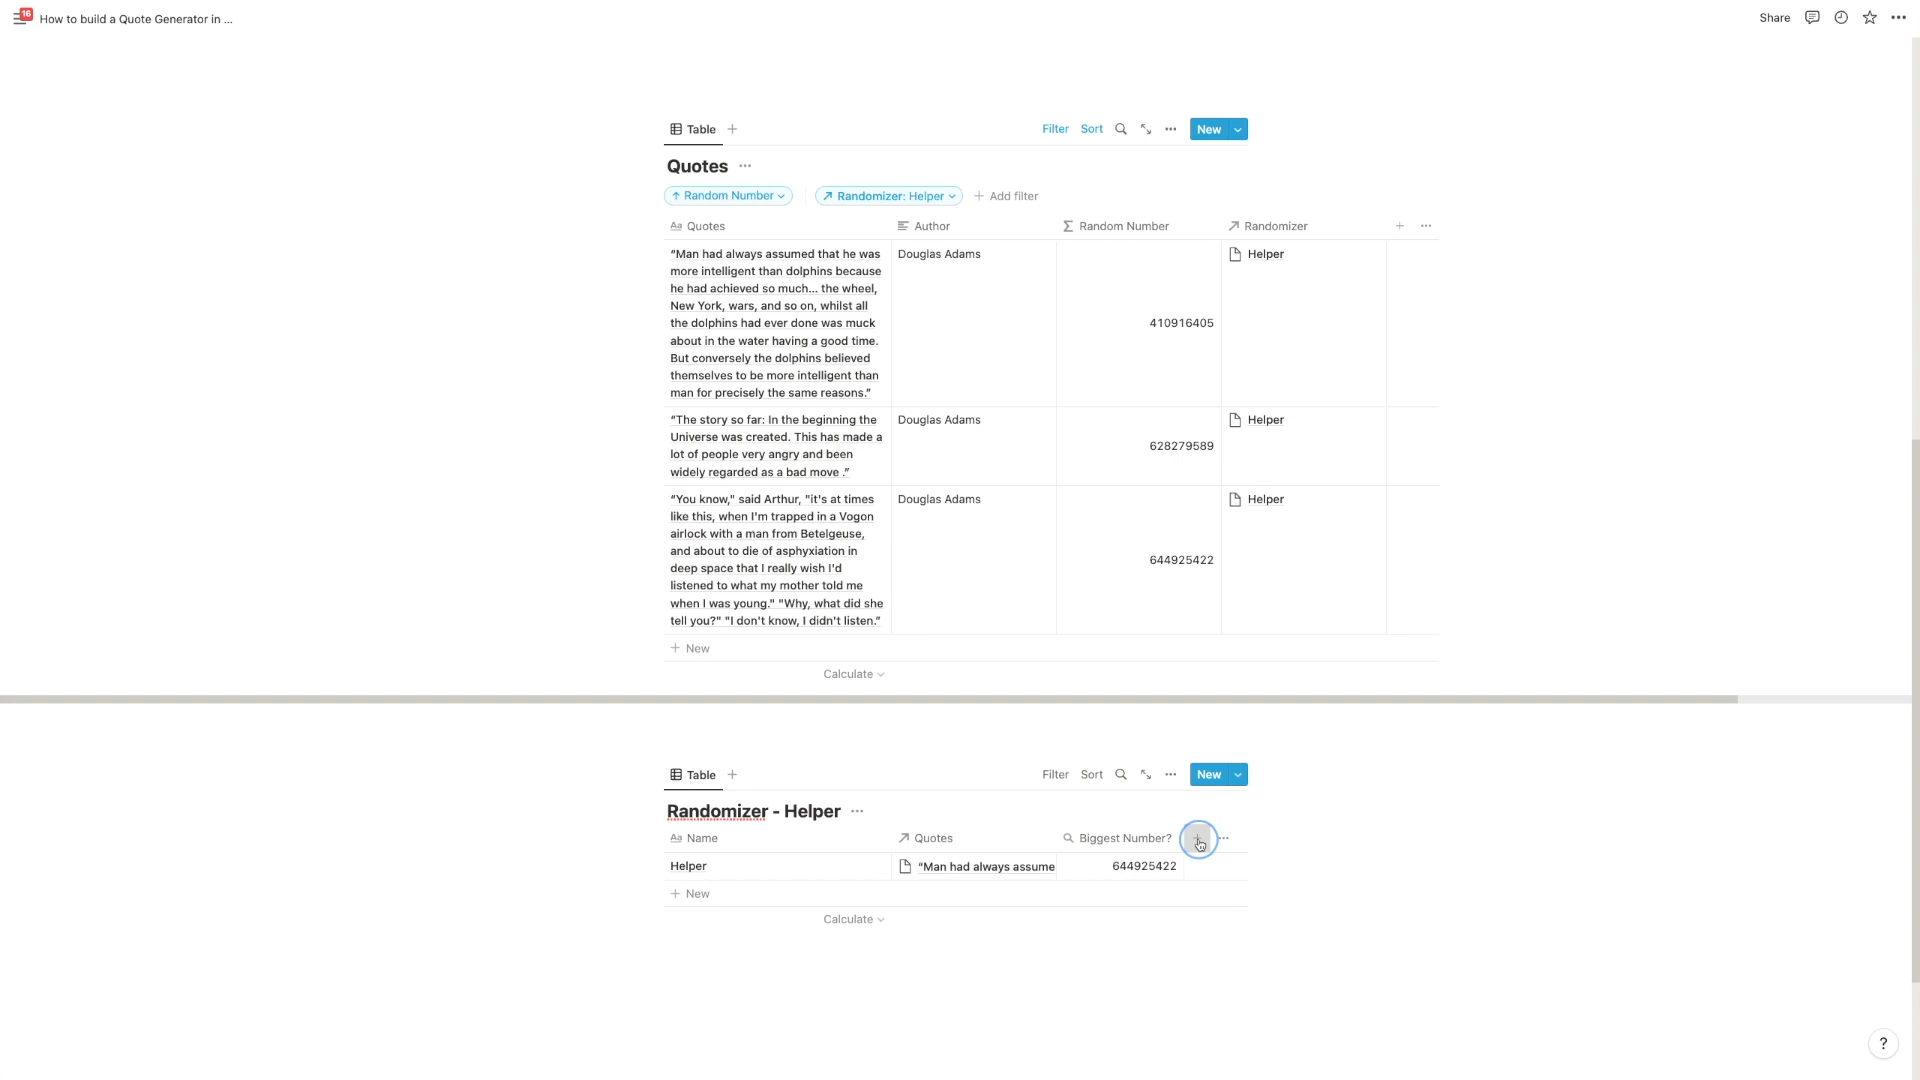 16
How to build a Quote Generator in ...
Share
Table
Filter
Sort
New
Quotes
Random Number
Randomizer: Helper
Add filter
Aa Quotes
Author
Random Number
Randomizer
“Man had always assumed that he was
more intelligent than dolphins because
he had achieved so much... the wheel,
New York, wars, and so on, whilst all
the dolphins had ever done was muck
about in the water having a good time.
But conversely the dolphins believed
themselves to be more intelligent than
man for precisely the same reasons.”
Douglas Adams
410916405
Helper
“The story so far: In the beginning the
Universe was created. This has made a
lot of people very angry and been
widely regarded as a bad move .”
Douglas Adams
628279589
Helper
“You know," said Arthur, "it's at times
like this, when I'm trapped in a Vogon
airlock with a man from Betelgeuse,
and about to die of asphyxiation in
deep space that I really wish I'd
listened to what my mother told me
when I was young." "Why, what did she
tell you?" "I don't know, I didn't listen.”
Douglas Adams
644925422
Helper
New
Calculate
Table
Filter
Sort
New
Randomizer - Helper
Aa Name
Quotes
Biggest Number?
Helper
“Man had always assume
644925422
New
Calculate
?